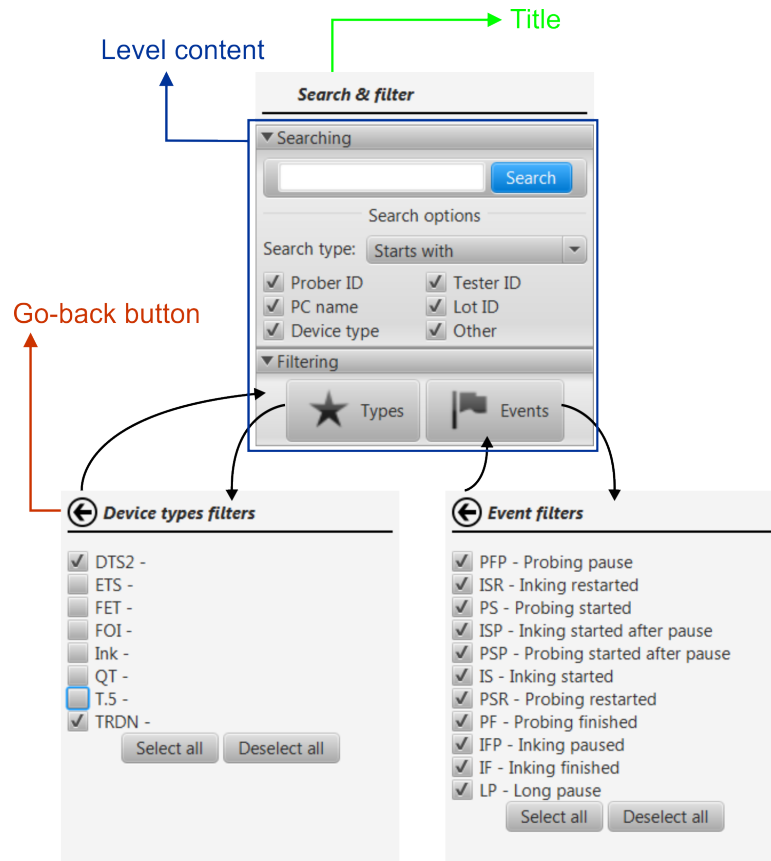 Title
Level content
Search & filter
Searching
Search
Search options
Search type: Starts with
Prober ID Tester ID
PC name Lot ID
Device type Other
Go-back button
Filtering
Types Events
Device types filters
DTS2 -
ETS -
FET -
FOI -
Ink -
QT -
T.5 -
TRDN -
Select all Deselect all
Event filters
PFP - Probing pause
ISR - Inking restarted
PS - Probing started
ISP - Inking started after pause
PSP - Probing started after pause
IS - Inking started
PSR - Probing restarted
PF - Probing finished
IFP - Inking paused
IF - Inking finished
LP - Long pause
Select all Deselect all